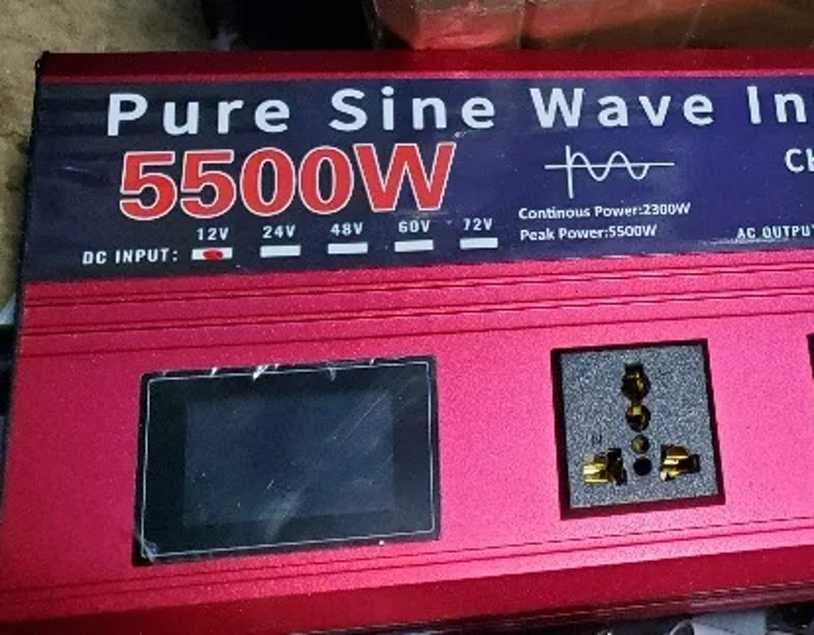 Pure Sine Wave In
5500W
12V 24V 48V 60V 72V
DC INPUT:
Continous Power:2300W
Peak Power:5500W
AC OUTPUT